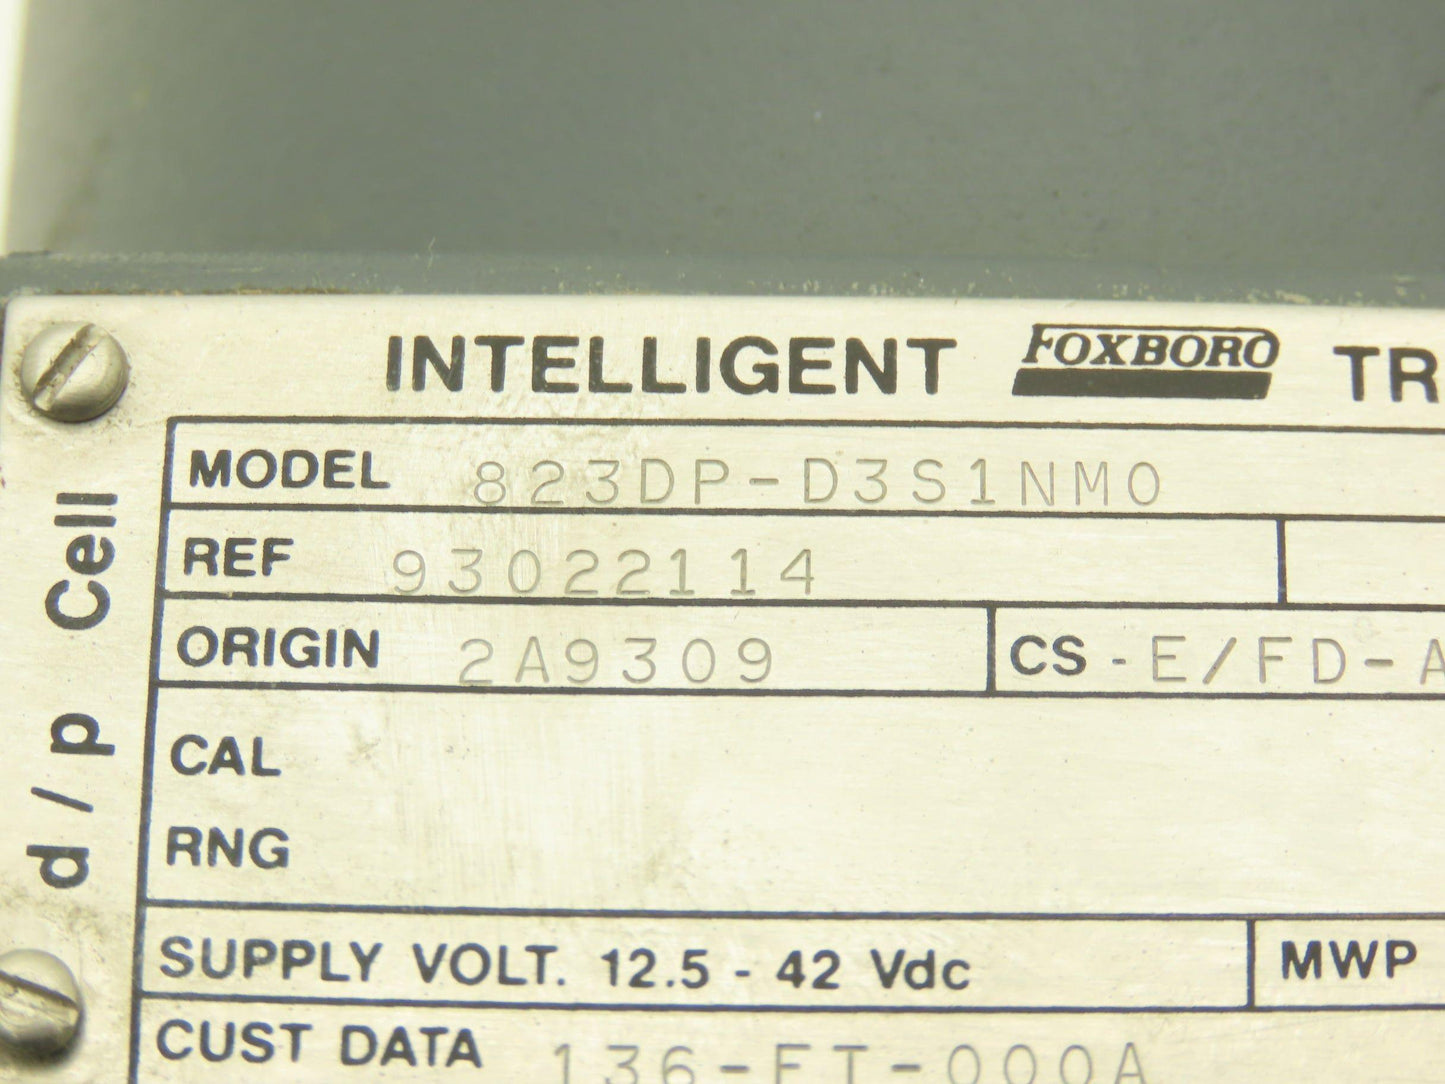 INTELLIGENT FOXBORO TR
MODEL 823DP-D3S1NM0
REF 93022114
ORIGIN 2A9309 CS - E/FD-A
CAL
RNG
SUPPLY VOLT. 12.5 - 42 Vdc MWP
CUST DATA 136-FT-000A
d/p Cell